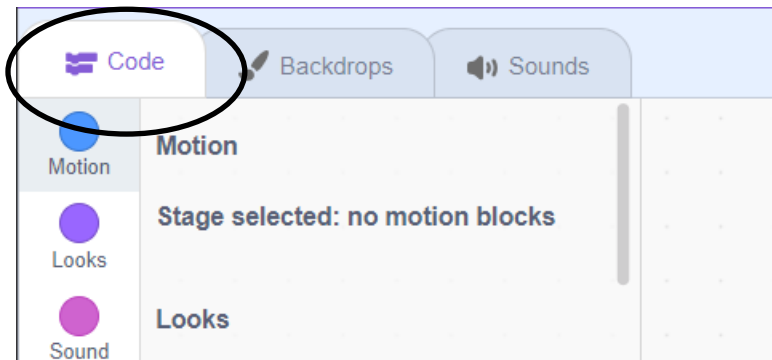 Code Backdrops Sounds
Motion
Motion
Stage selected: no motion blocks
Looks
Looks
Sound